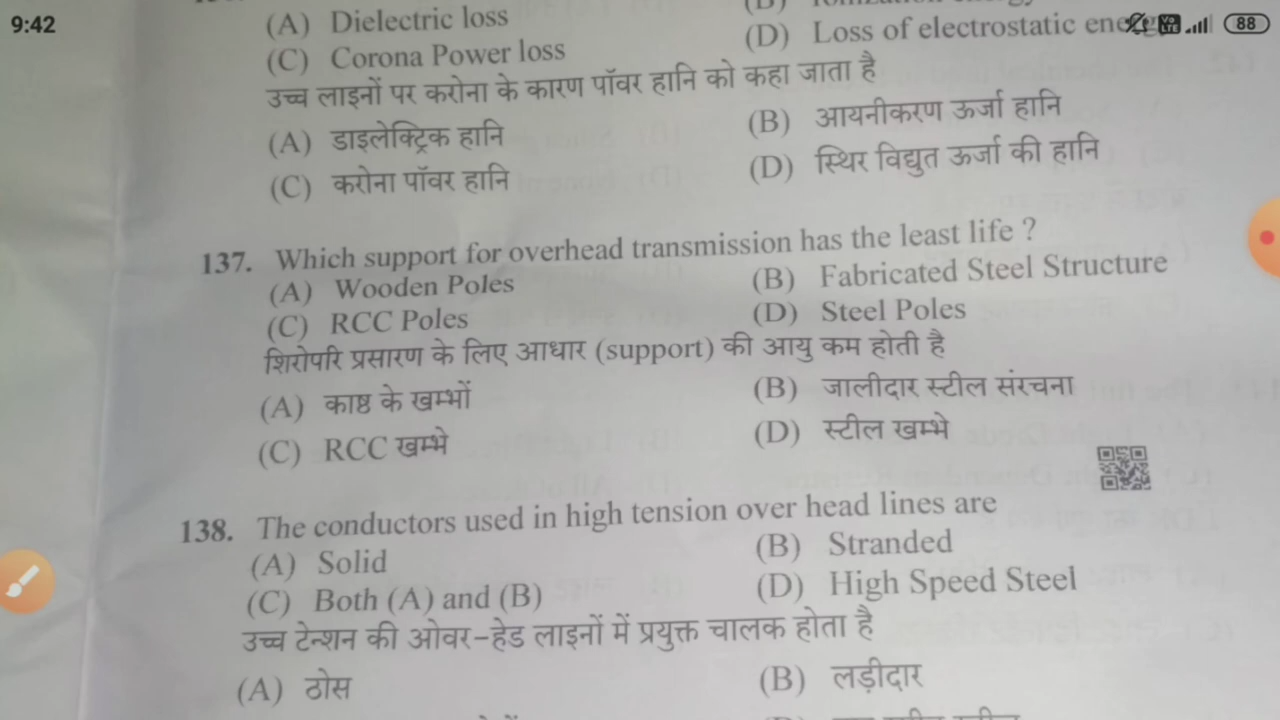 9:42
88
(A) Dielectric loss
(C) Corona Power loss
(D) Loss of electrostatic
उच्च लाइनों पर करोना के कारण पॉवर हानि को कहा जाता है
(A) डाइलेक्ट्रिक हानि
(B) आयनीकरण ऊर्जा हानि
(C) करोना पॉवर हानि
(D) स्थिर विद्युत ऊर्जा की हानि
137. Which support for overhead transmission has the least life ?
(A) Wooden Poles
(B) Fabricated Steel Structure
(C) RCC Poles
(D) Steel Poles
शिरोपरि प्रसारण के लिए आधार (support) की आयु कम होती है
(A) काष्ठ के खम्भों
(B) जालीदार स्टील संरचना
(C) RCC खम्भे
(D) स्टील खम्भे
138. The conductors used in high tension over head lines are
(A) Solid
(B) Stranded
(C) Both (A) and (B)
(D) High Speed Steel
उच्च टेन्शन की ओवर-हेड लाइनों में प्रयुक्त चालक होता है
(A) ठोस
(B) लड़ीदार